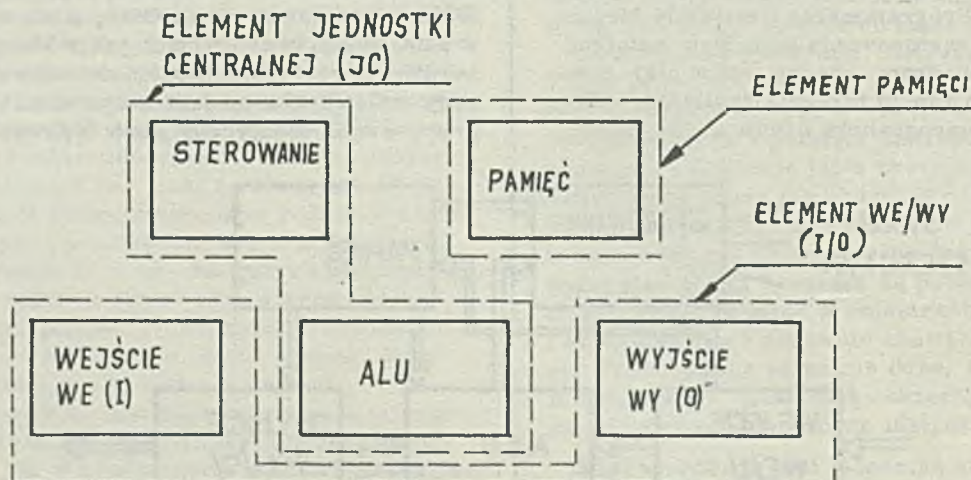 ELEMENT JEDNOSTKI
CENTRALNEJ (JC)
ELEMENT PAMIĘCI
STEROWANIE
PAMIĘĆ
ELEMENT WE/WY
(I/O)
WEJŚCIE
WE (I)
ALU
WYJŚCIE
WY (O)